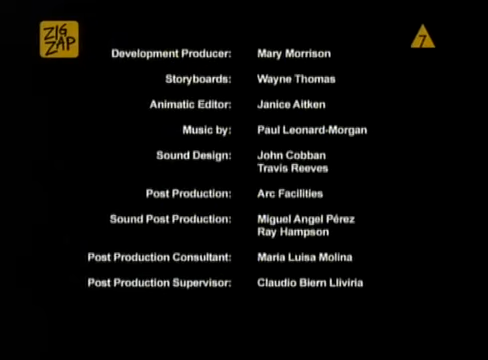 ZIG
ZAP
7
Development Producer: Mary Morrison
Storyboards: Wayne Thomas
Animatic Editor: Janice Aitken
Music by: Paul Leonard-Morgan
Sound Design: John Cobban
Travis Reeves
Post Production: Arc Facilities
Sound Post Production: Miguel Angel Pérez
Ray Hampson
Post Production Consultant: Maria Luisa Molina
Post Production Supervisor: Claudio Biern Lliviria